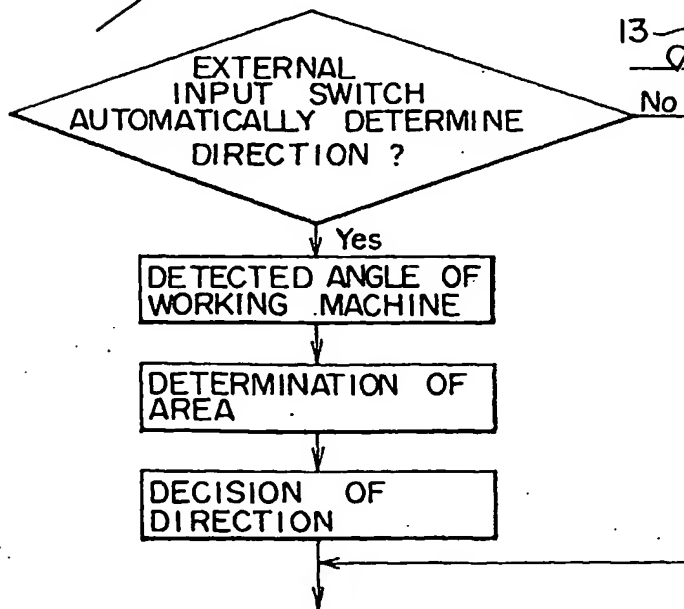 13
EXTERNAL
INPUT SWITCH
AUTOMATICALLY DETERMINE
DIRECTION ?
No
Yes
DETECTED ANGLE OF
WORKING MACHINE
DETERMINATION OF
AREA
DECISION OF
DIRECTION